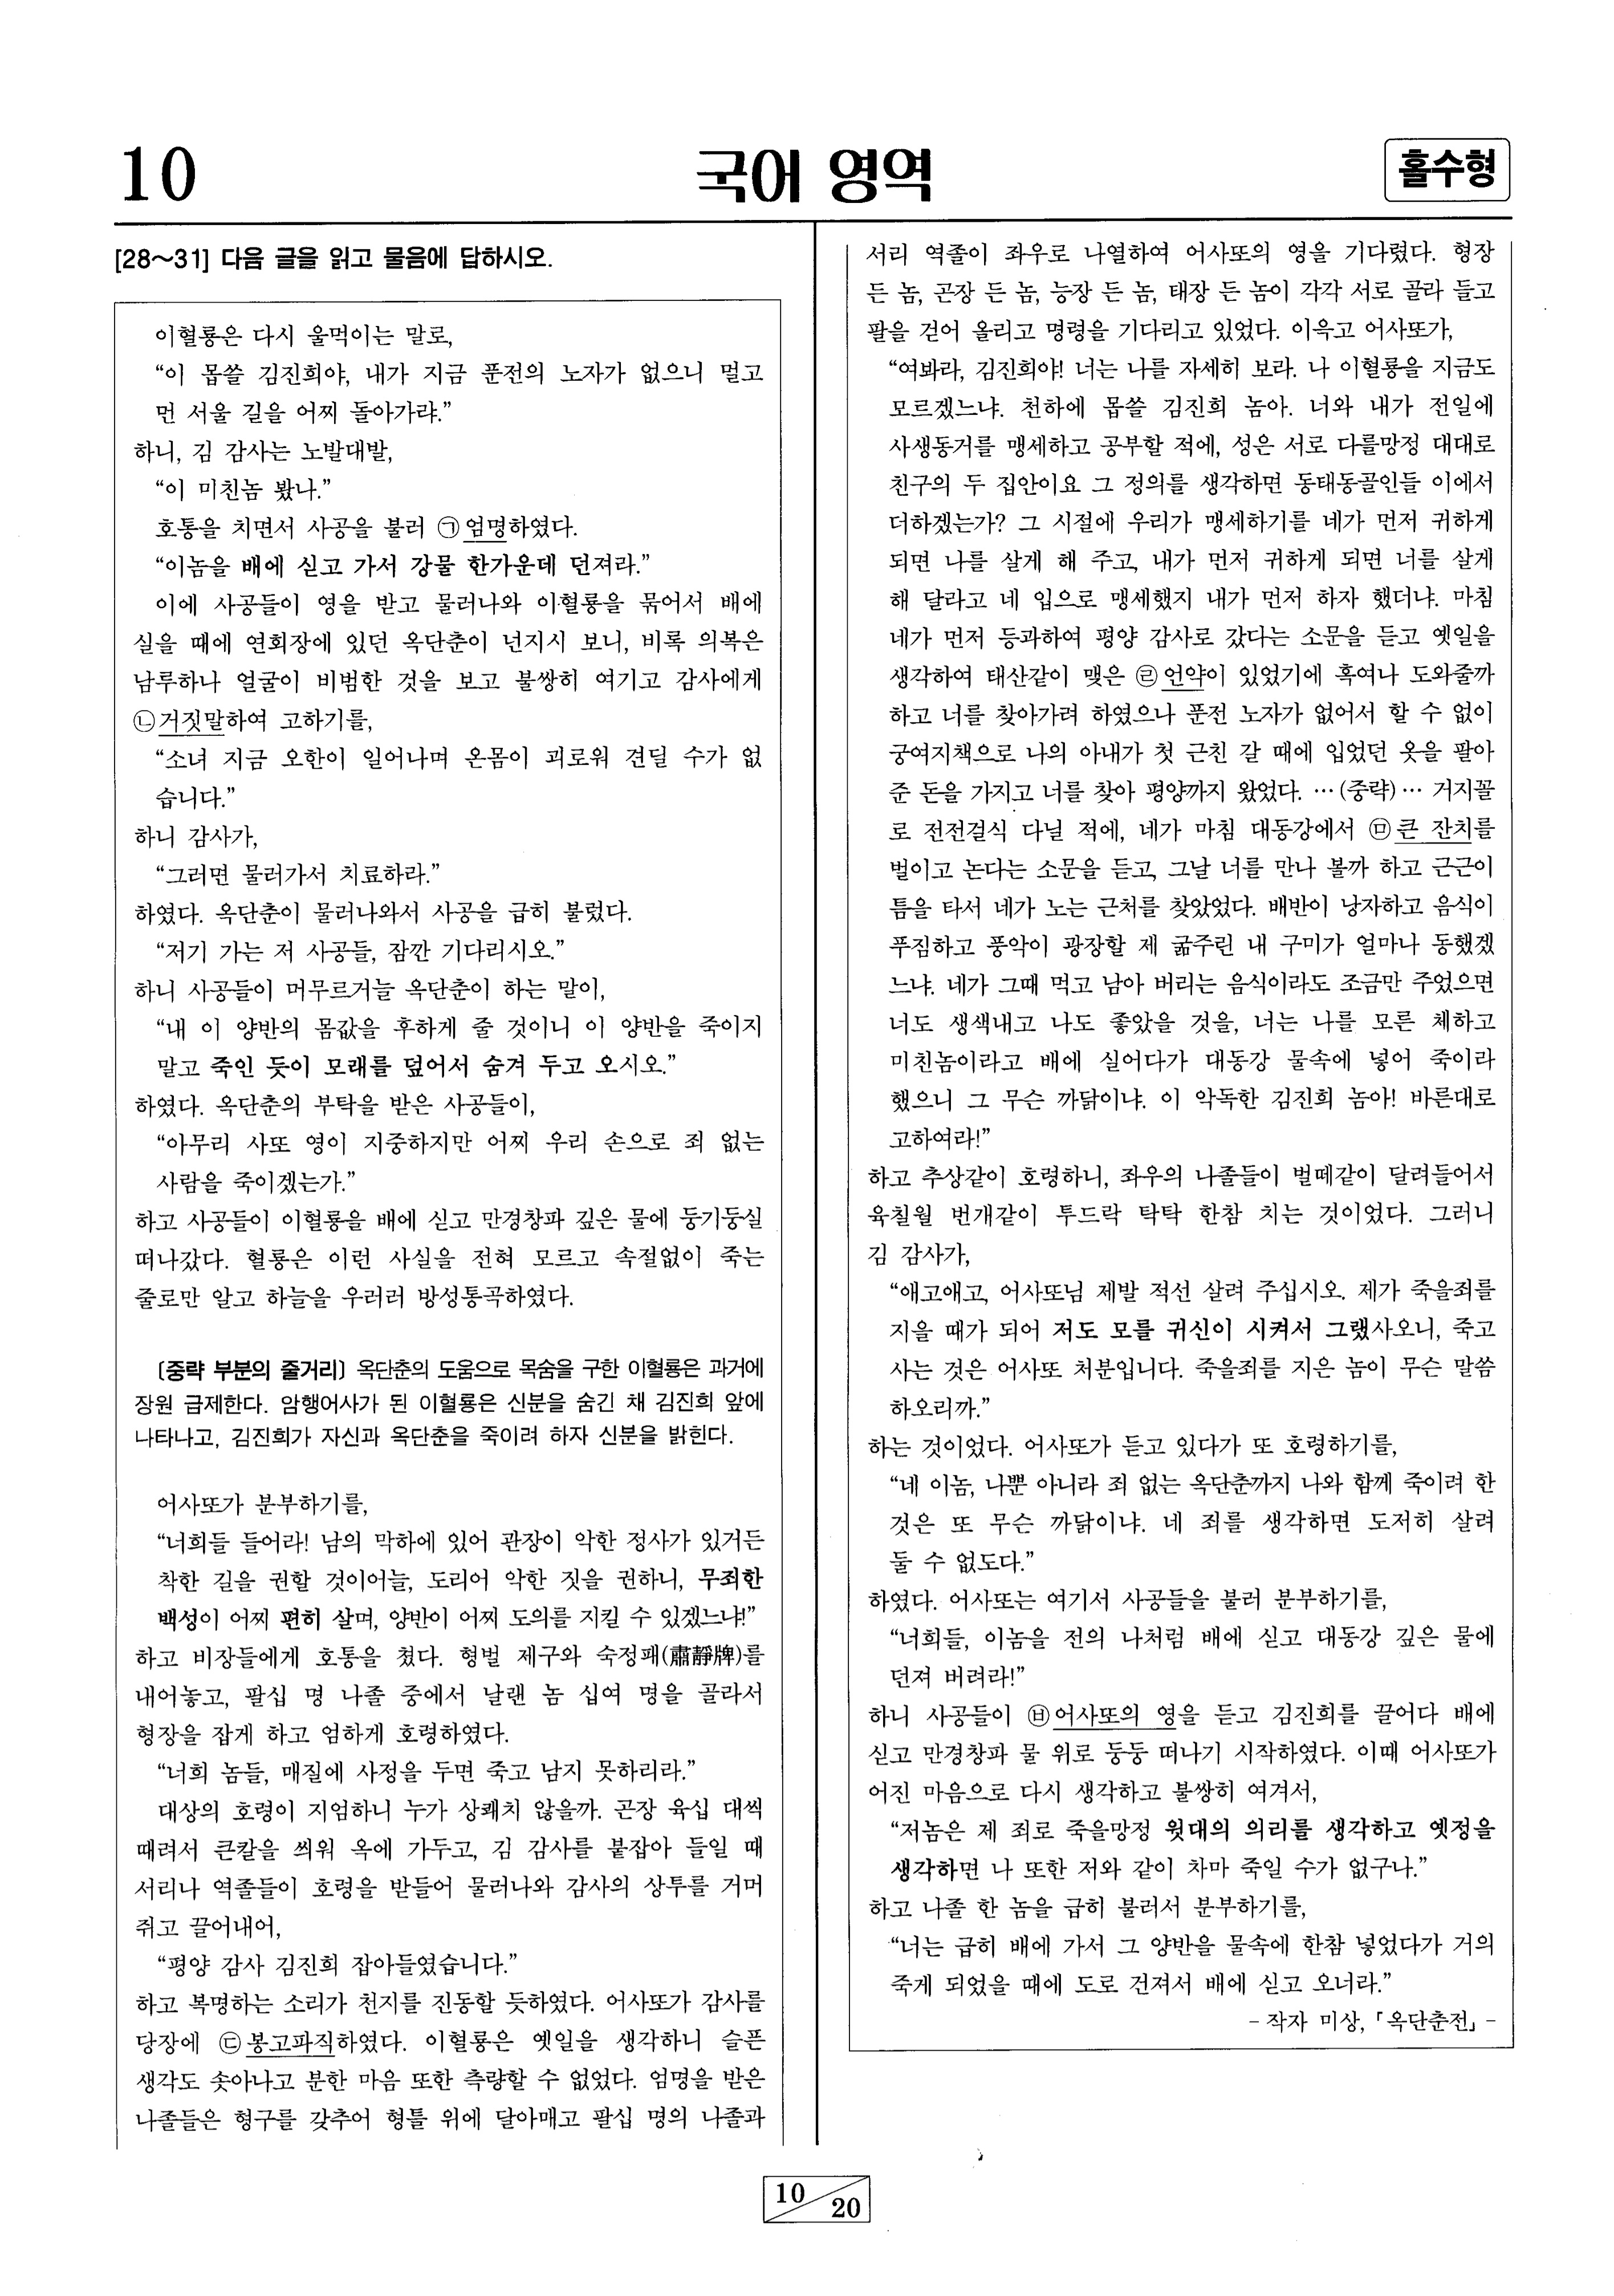 10
국어 영역
홀수형
[28~31] 다음 글을 읽고 물음에 답하시오.
이혈룡은 다시 울먹이는 말로,
“이 몹쓸 김진희야, 내가 지금 푼전의 노자가 없으니 멀고
먼 서울 길을 어찌 돌아가랴.”
하니, 김 감사는 노발대발,
“이 미친놈 봤나.”
호통을 치면서 사공을 불러 ㉠엄명하였다.
“이놈을 배에 싣고 가서 강물 한가운데 던져라.”
이에 사공들이 영을 받고 물러나와 이혈룡을 묶어서 배에
실을 때에 연회장에 있던 옥단춘이 넌지시 보니, 비록 의복은
남루하나 얼굴이 비범한 것을 보고 불쌍히 여기고 감사에게
㉡거짓말하여 고하기를,
“소녀 지금 오한이 일어나며 온몸이 괴로워 견딜 수가 없
습니다.”
하니 감사가,
“그러면 물러가서 치료하라.”
하였다. 옥단춘이 물러나와서 사공을 급히 불렀다.
“저기 가는 저 사공들, 잠깐 기다리시오.”
하니 사공들이 머무르거늘 옥단춘이 하는 말이,
“내 이 양반의 몸값을 후하게 줄 것이니 이 양반을 죽이지
말고 죽인 듯이 모래를 덮어서 숨겨 두고 오시오.”
하였다. 옥단춘의 부탁을 받은 사공들이,
“아무리 사또 영이 지중하지만 어찌 우리 손으로 죄 없는
사람을 죽이겠는가.”
하고 사공들이 이혈룡을 배에 싣고 만경창파 깊은 물에 둥기둥실
떠나갔다. 혈룡은 이런 사실을 전혀 모르고 속절없이 죽는
줄로만 알고 하늘을 우러러 방성통곡하였다.
〔중략 부분의 줄거리〕 옥단춘의 도움으로 목숨을 구한 이혈룡은 과거에
장원 급제한다. 암행어사가 된 이혈룡은 신분을 숨긴 채 김진희 앞에
나타나고, 김진희가 자신과 옥단춘을 죽이려 하자 신분을 밝힌다.
어사또가 분부하기를,
“너희들 들어라! 남의 막하에 있어 관장이 악한 정사가 있거든
착한 길을 권할 것이어늘, 도리어 악한 짓을 권하니, 무죄한
백성이 어찌 편히 살며, 양반이 어찌 도의를 지킬 수 있겠느냐!”
하고 비장들에게 호통을 쳤다. 형벌 제구와 숙정패(肅靜牌)를
내어놓고, 팔십 명 나졸 중에서 날랜 놈 십여 명을 골라서
형장을 잡게 하고 엄하게 호령하였다.
“너희 놈들, 매질에 사정을 두면 죽고 남지 못하리라.”
대상의 호령이 지엄하니 누가 상쾌치 않을까. 곤장 육십 대씩
때려서 큰칼을 씌워 옥에 가두고, 김 감사를 붙잡아 들일 때
서리나 역졸들이 호령을 받들어 물러나와 감사의 상투를 거머
쥐고 끌어내어,
“평양 감사 김진희 잡아들였습니다.”
하고 복명하는 소리가 천지를 진동할 듯하였다. 어사또가 감사를
당장에 ㉢봉고파직하였다. 이혈룡은 옛일을 생각하니 슬픈
생각도 솟아나고 분한 마음 또한 측량할 수 없었다. 엄명을 받은
나졸들은 형구를 갖추어 형틀 위에 달아매고 팔십 명의 나졸과
서리 역졸이 좌우로 나열하여 어사또의 영을 기다렸다. 형장
든 놈, 곤장 든 놈, 능장 든 놈, 태장 든 놈이 각각 서로 골라 들고
팔을 걷어 올리고 명령을 기다리고 있었다. 이윽고 어사또가,
“여봐라, 김진희야! 너는 나를 자세히 보라. 나 이혈룡을 지금도
모르겠느냐. 천하에 몹쓸 김진희 놈아. 너와 내가 전일에
사생동거를 맹세하고 공부할 적에, 성은 서로 다를망정 대대로
친구의 두 집안이요 그 정의를 생각하면 동태동골인들 이에서
더하겠는가? 그 시절에 우리가 맹세하기를 네가 먼저 귀하게
되면 나를 살게 해 주고, 내가 먼저 귀하게 되면 너를 살게
해 달라고 네 입으로 맹세했지 내가 먼저 하자 했더냐. 마침
네가 먼저 등과하여 평양 감사로 갔다는 소문을 듣고 옛일을
생각하여 태산같이 맺은 ㉣언약이 있었기에 혹여나 도와줄까
하고 너를 찾아가려 하였으나 푼전 노자가 없어서 할 수 없이
궁여지책으로 나의 아내가 첫 근친 갈 때에 입었던 옷을 팔아
준 돈을 가지고 너를 찾아 평양까지 왔었다. …(중략)… 거지꼴
로 전전걸식 다닐 적에, 네가 마침 대동강에서 ㉤큰 잔치를
벌이고 논다는 소문을 듣고, 그날 너를 만나 볼까 하고 근근이
틈을 타서 네가 노는 근처를 찾았었다. 배반이 낭자하고 음식이
푸짐하고 풍악이 굉장할 제 굶주린 내 구미가 얼마나 동했겠
느냐. 네가 그때 먹고 남아 버리는 음식이라도 조금만 주었으면
너도 생색내고 나도 좋았을 것을, 너는 나를 모른 체하고
미친놈이라고 배에 실어다가 대동강 물속에 넣어 죽이라
했으니 그 무슨 까닭이냐. 이 악독한 김진희 놈아! 바른대로
고하여라!”
하고 추상같이 호령하니, 좌우의 나졸들이 벌떼같이 달려들어서
육칠월 번개같이 투드락 탁탁 한참 치는 것이었다. 그러니
김 감사가,
“애고애고, 어사또님 제발 적선 살려 주십시오. 제가 죽을죄를
지을 때가 되어 저도 모를 귀신이 시켜서 그랬사오니, 죽고
사는 것은 어사또 처분입니다. 죽을죄를 지은 놈이 무슨 말씀
하오리까.”
하는 것이었다. 어사또가 듣고 있다가 또 호령하기를,
“네 이놈, 나뿐 아니라 죄 없는 옥단춘까지 나와 함께 죽이려 한
것은 또 무슨 까닭이냐. 네 죄를 생각하면 도저히 살려
둘 수 없도다.”
하였다. 어사또는 여기서 사공들을 불러 분부하기를,
“너희들, 이놈을 전의 나처럼 배에 싣고 대동강 깊은 물에
던져 버려라!”
하니 사공들이 ㉥어사또의 영을 듣고 김진희를 끌어다 배에
싣고 만경창파 물 위로 둥둥 떠나기 시작하였다. 이때 어사또가
어진 마음으로 다시 생각하고 불쌍히 여겨서,
“저놈은 제 죄로 죽을망정 윗대의 의리를 생각하고 옛정을
생각하면 나 또한 저와 같이 차마 죽일 수가 없구나.”
하고 나졸 한 놈을 급히 불러서 분부하기를,
“너는 급히 배에 가서 그 양반을 물속에 한참 넣었다가 거의
죽게 되었을 때에 도로 건져서 배에 싣고 오너라.”
- 작자 미상, 「옥단춘전」 -
10
20